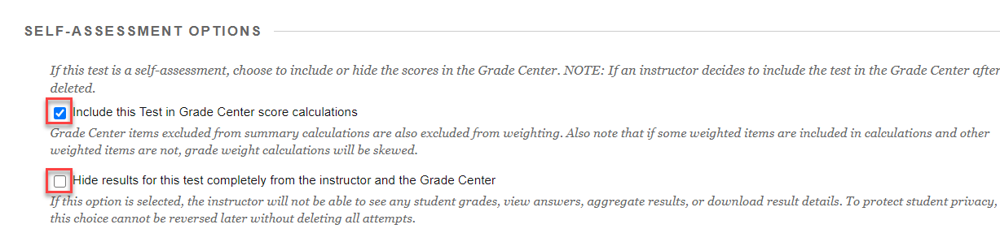 SELF-ASSESSMENT OPTIONS
If this test is a self-assessment, choose to include or hide the scores in the Grade Center. NOTE: If an instructor decides to include the test in the Grade Center after
deleted.
Include this Test in Grade Center score calculations
Grade Center items excluded from summary calculations are also excluded from weighting. Also note that if some weighted items are included in calculations and other
weighted items are not, grade weight calculations will be skewed.
Hide results for this test completely from the instructor and the Grade Center
If this option is selected, the instructor will not be able to see any student grades, view answers, aggregate results, or download result details. To protect student privacy,
this choice cannot be reversed later without deleting all attempts.